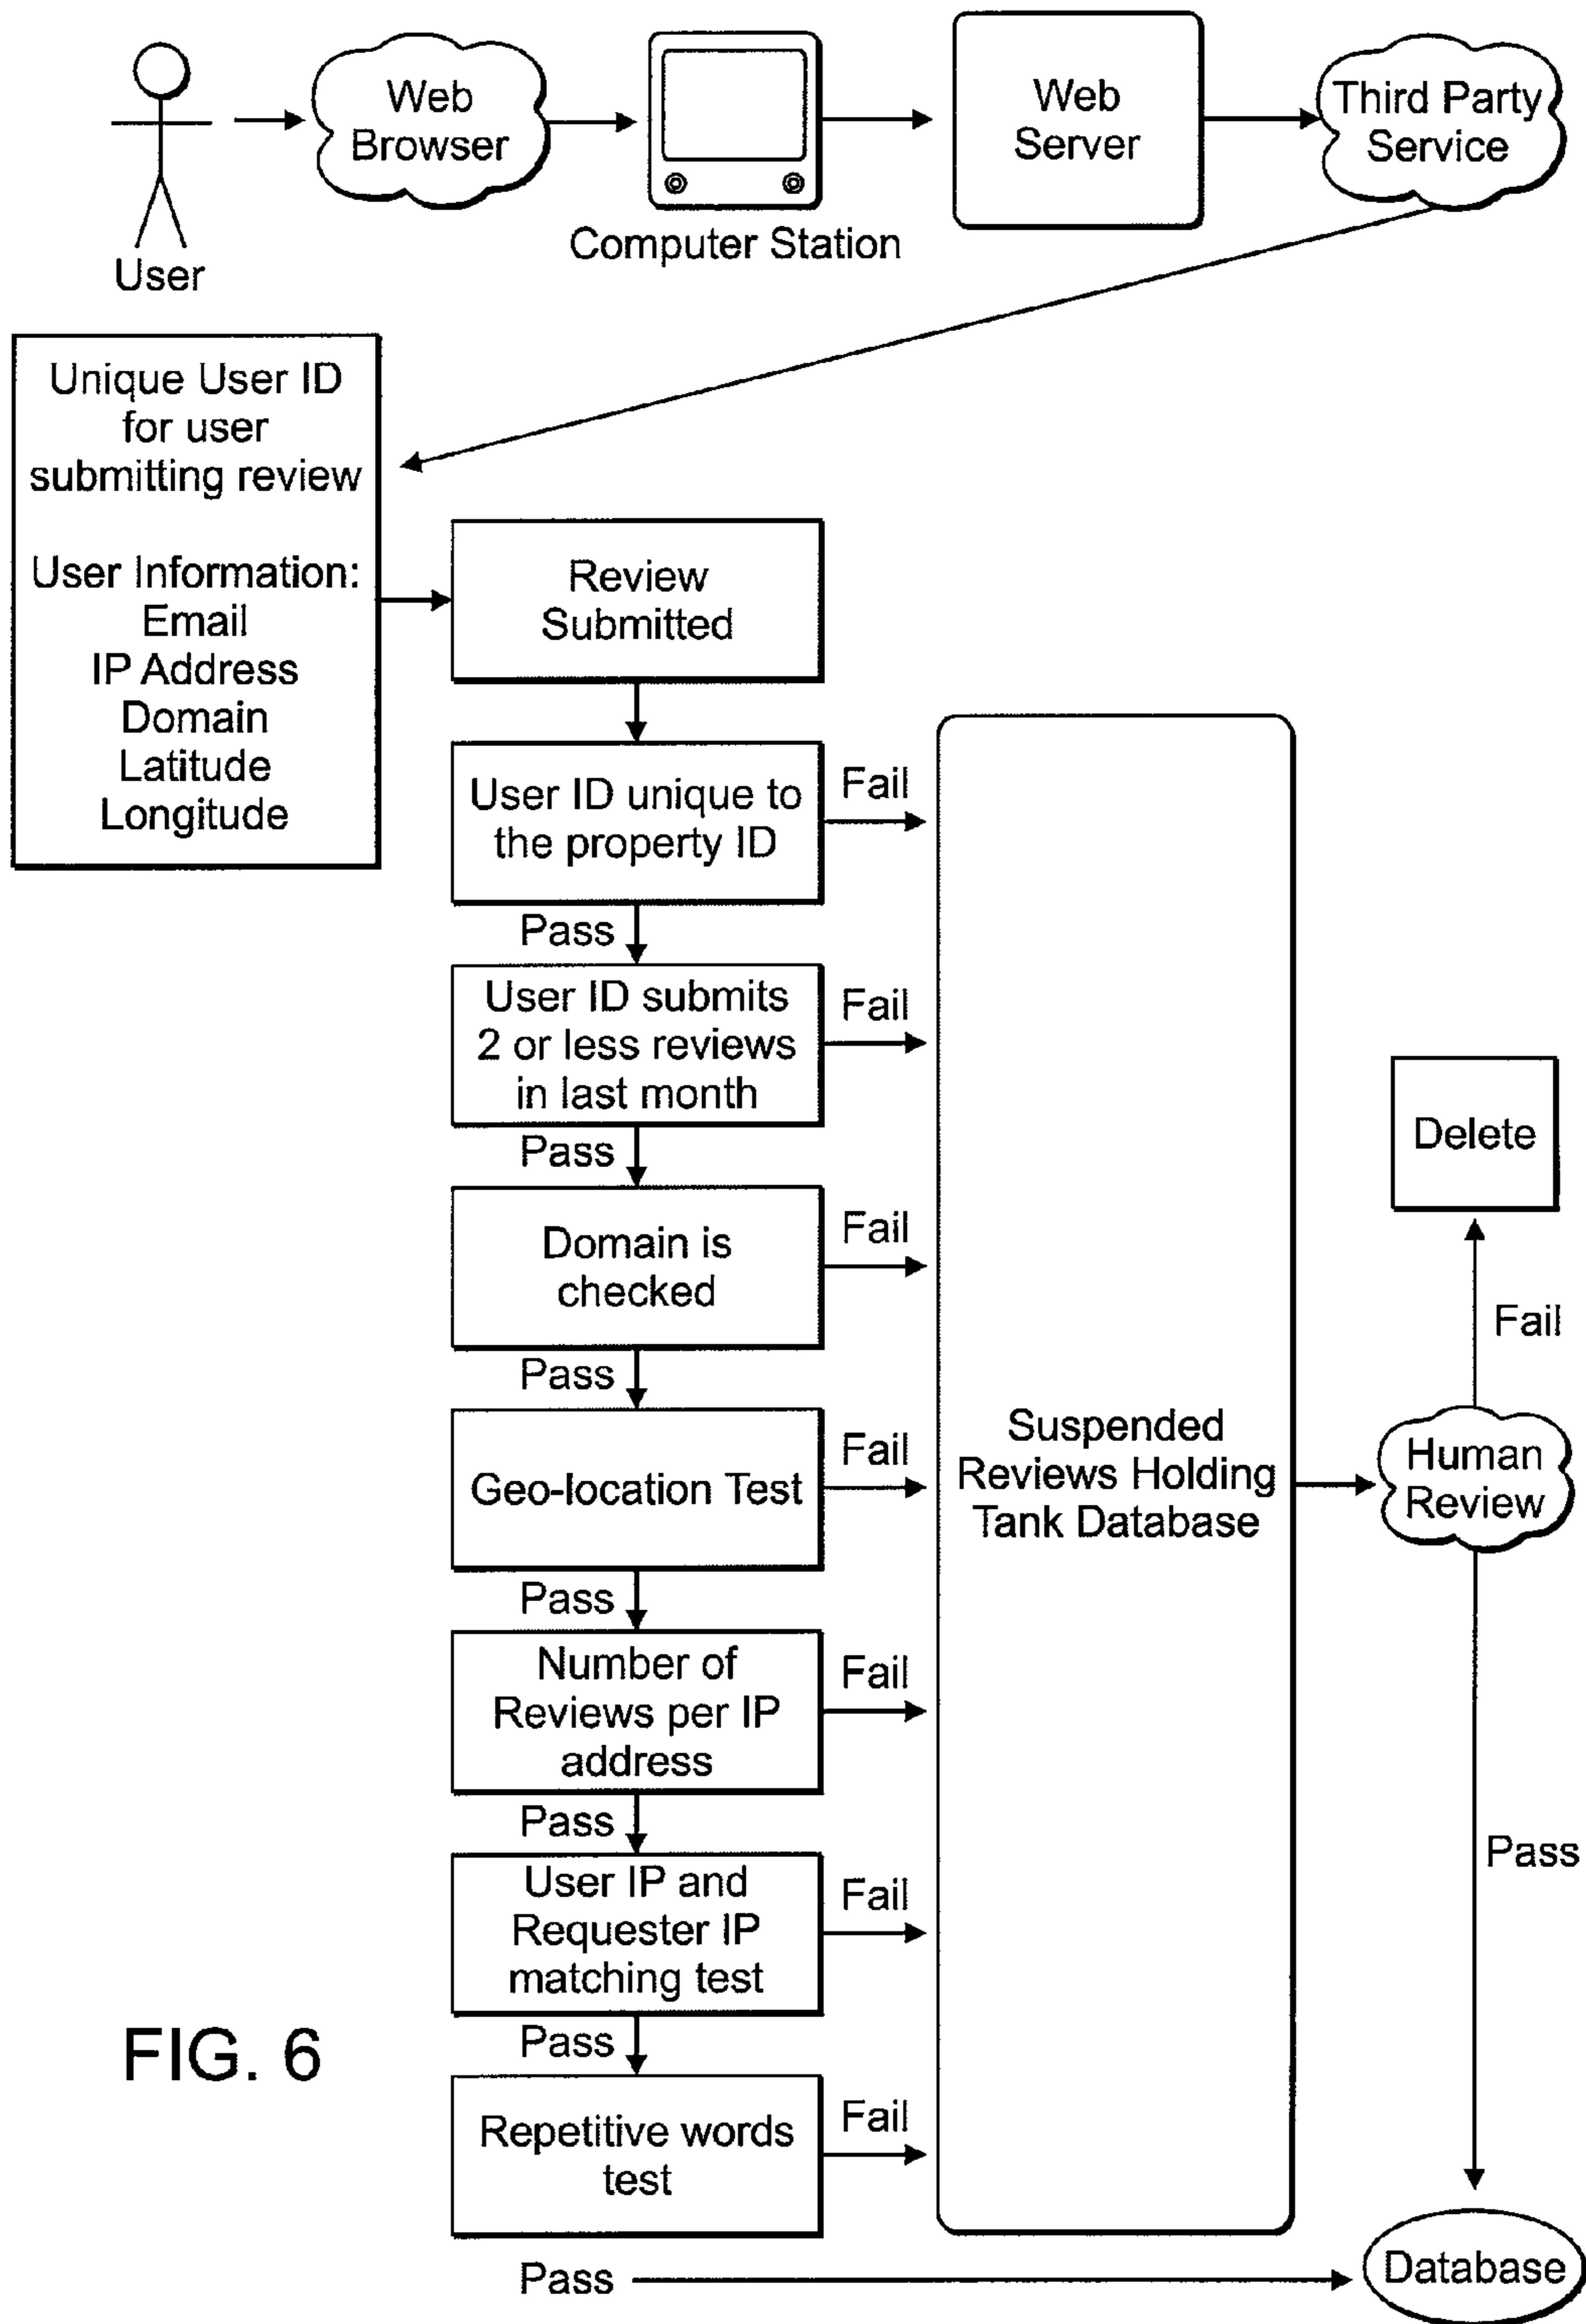 Web
Browser
Web
Server
Third Party
Service
Computer Station
User
Unique User ID
for user
submitting review
User Information:
Email
IP Address
Domain
Latitude
Longitude
Review
Submitted
User ID unique to
the property ID
Fail
Pass
User ID submits
2 or less reviews
in last month
Fail
Pass
Domain is
checked
Fail
Pass
Geo-location Test
Fail
Pass
Number of
Reviews per IP
address
Fail
Pass
User IP and
Requester IP
matching test
Fail
Pass
Repetitive words
test
Fail
Pass
Suspended
Reviews Holding
Tank Database
Delete
Fail
Human
Review
Pass
Database
FIG. 6